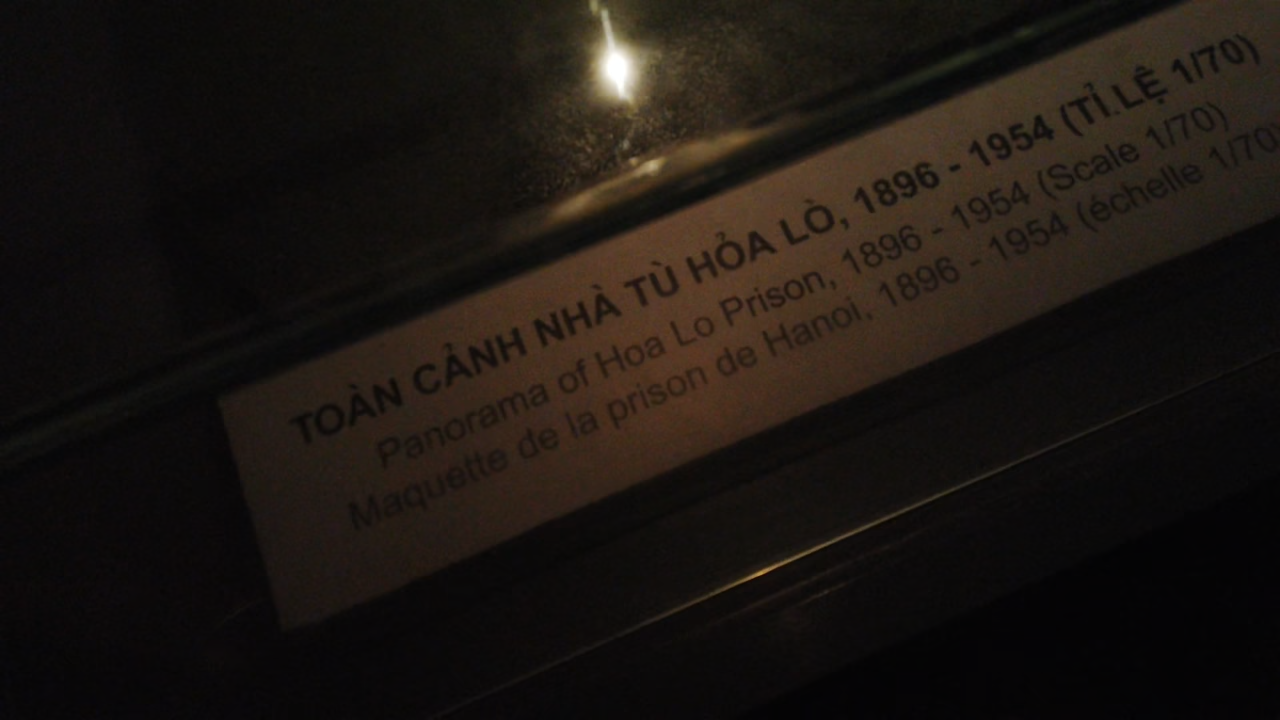 TOÀN CẢNH NHÀ TÙ HỎA LÒ, 1896 - 1954 (TỈ LỆ 1/70)
Panorama of Hoa Lo Prison, 1896 - 1954 (Scale 1/70)
Maquette de la prison de Hanoi, 1896 - 1954 (échelle 1/70)